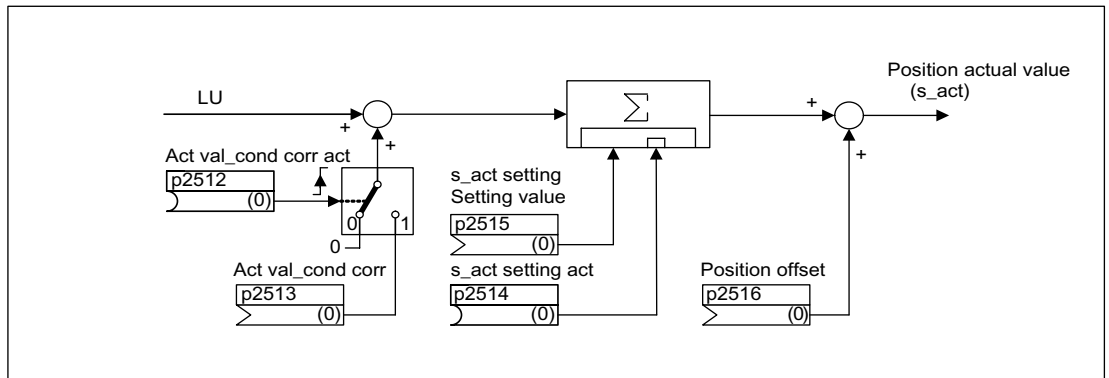 Position actual value
(s_act)
LU
+
+
Σ
+
+
Act val_cond corr act
p2512
(0)
0
1
0
s_act setting
Setting value
p2515
(0)
Act val_cond corr
p2513
(0)
s_act setting act
p2514
(0)
Position offset
p2516
(0)